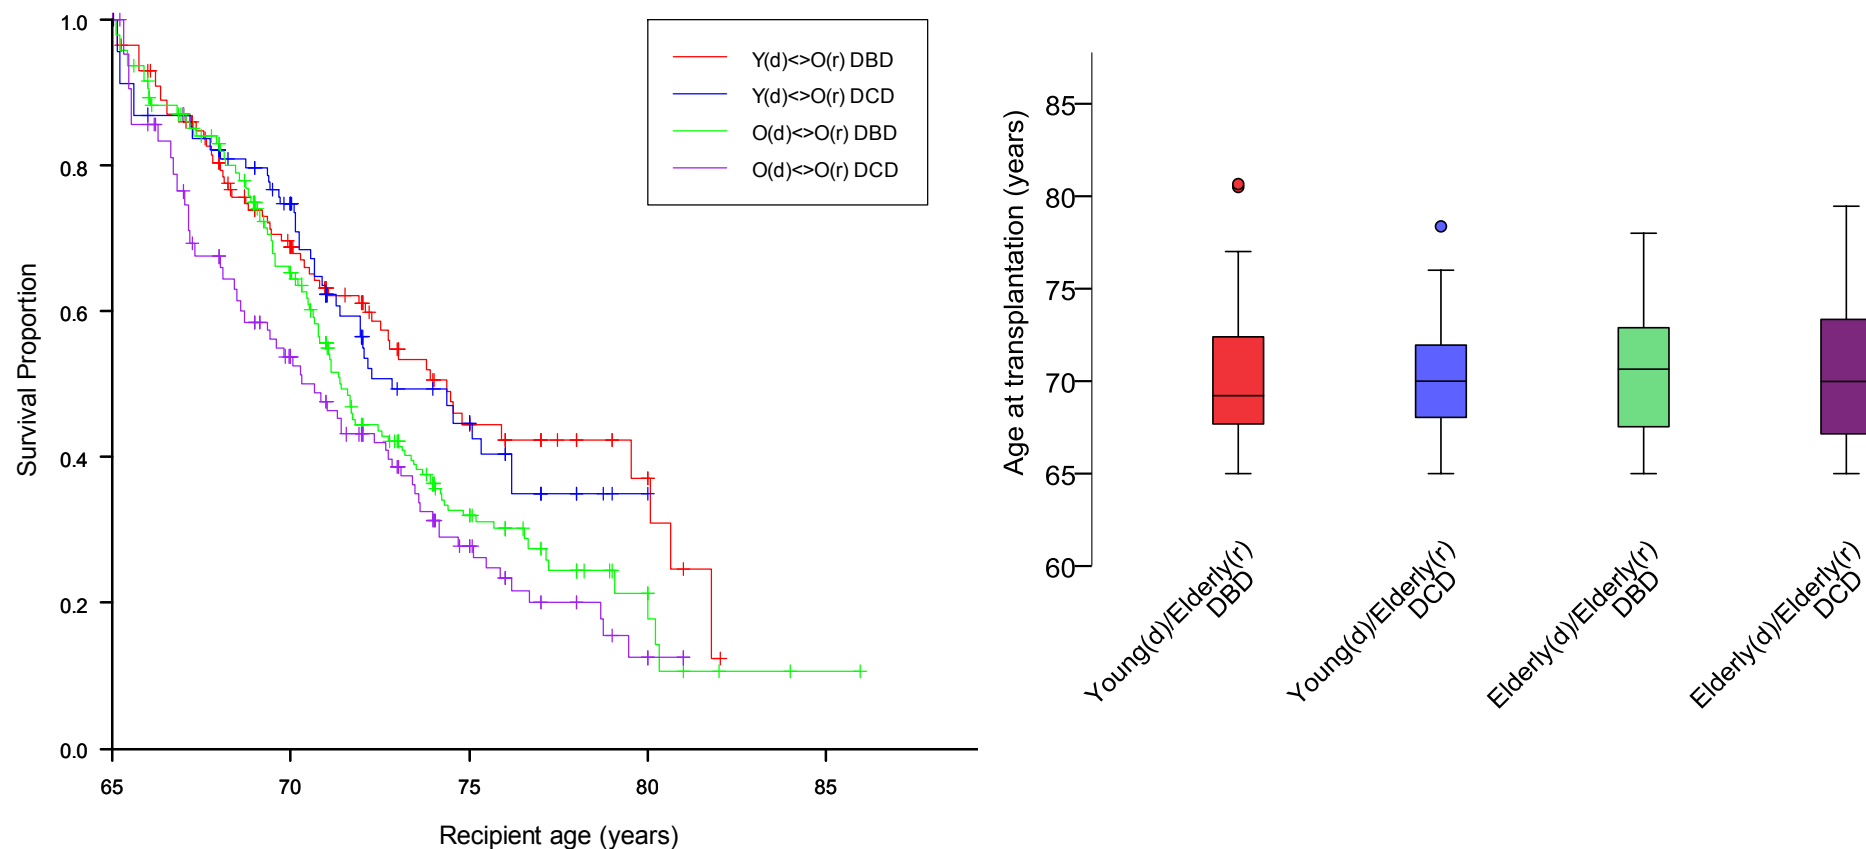 1.0
0.8
0.6
0.4
0.2
0.0
65
70
75
80
85
Survival Proportion
Recipient age (years)
Y(d)<>O(r) DBD
Y(d)<>O(r) DCD
O(d)<>O(r) DBD
O(d)<>O(r) DCD
Age at transplantation (years)
85
80
75
70
65
60
Young(d)/Elderly(r)
DBD
Young(d)/Elderly(r)
DCD
Elderly(d)/Elderly(r)
DBD
Elderly(d)/Elderly(r)
DCD